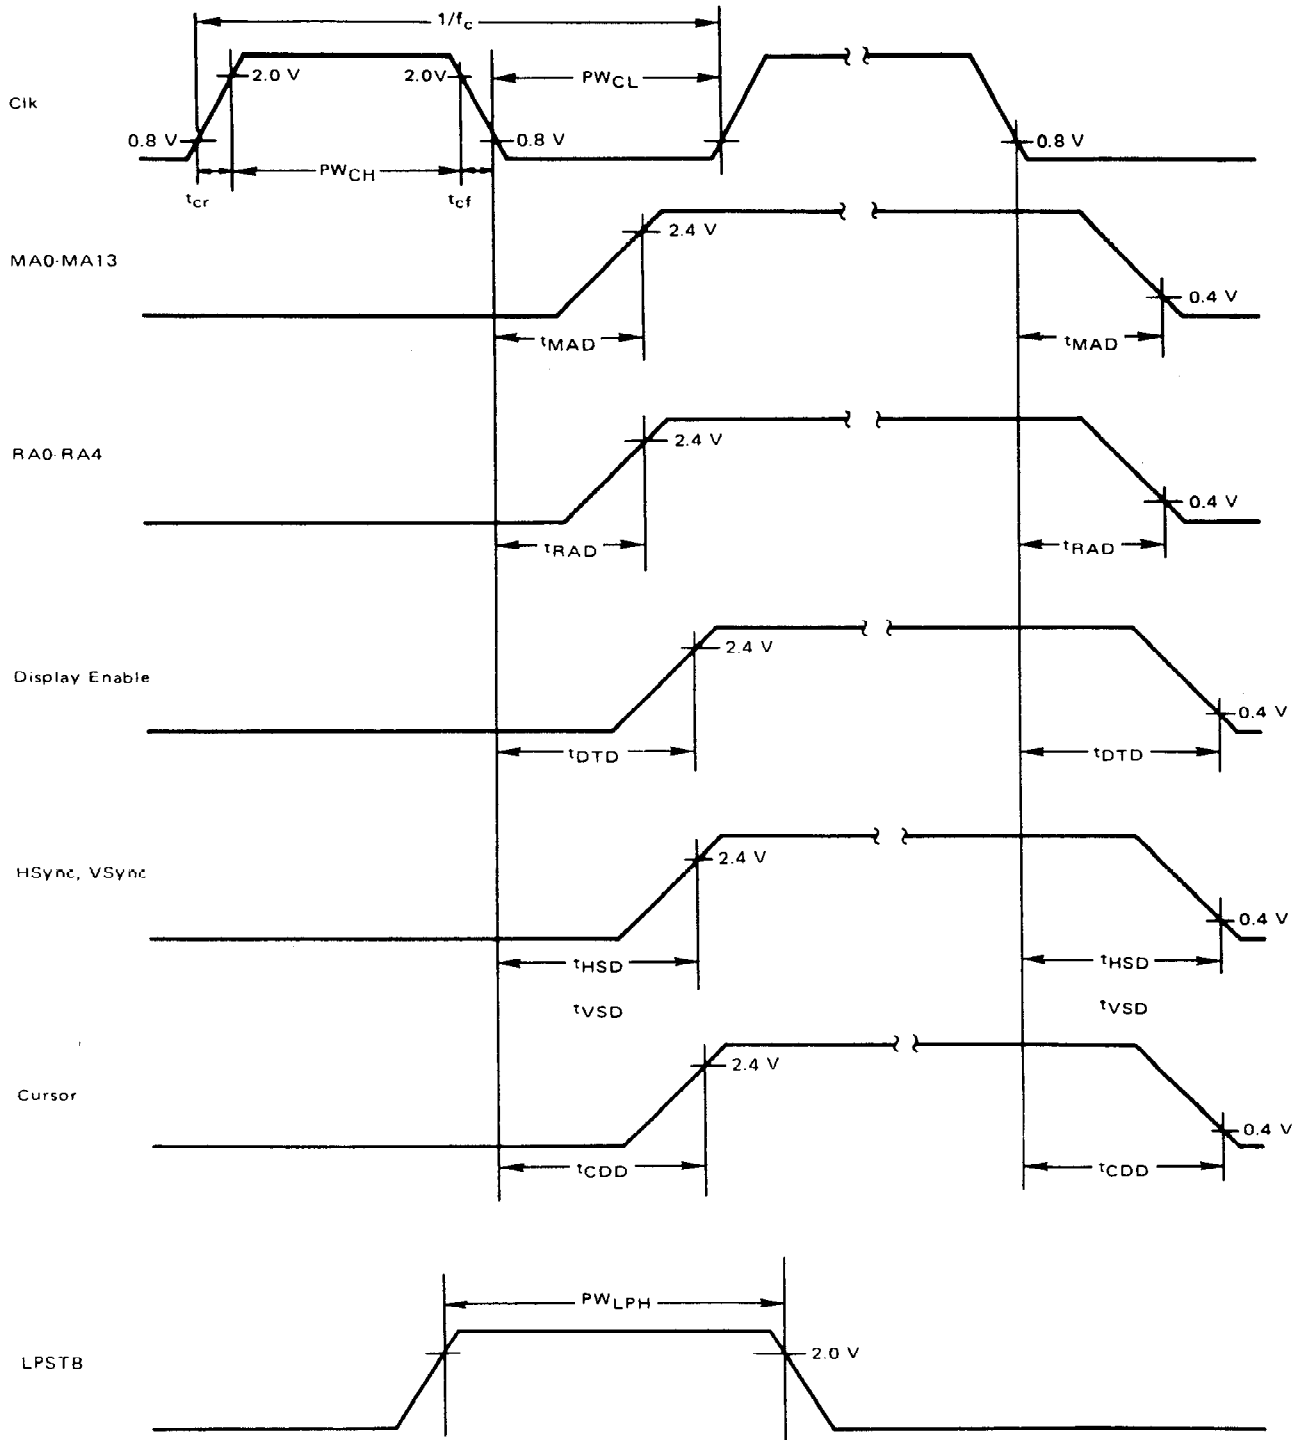 1/fc
2.0 V 2.0V PWCL
Clk
0.8 V 0.8 V 0.8 V
PWCH
tcr tcf
2.4 V
MA0-MA13
0.4 V
tMAD tMAD
2.4 V
RA0-RA4
0.4 V
tRAD tRAD
2.4 V
Display Enable
0.4 V
tDTD tDTD
2.4 V
HSync, VSync
0.4 V
tHSD tHSD
tVSD tVSD
2.4 V
Cursor
0.4 V
tCDD tCDD
PWLPH
LPSTB 2.0 V